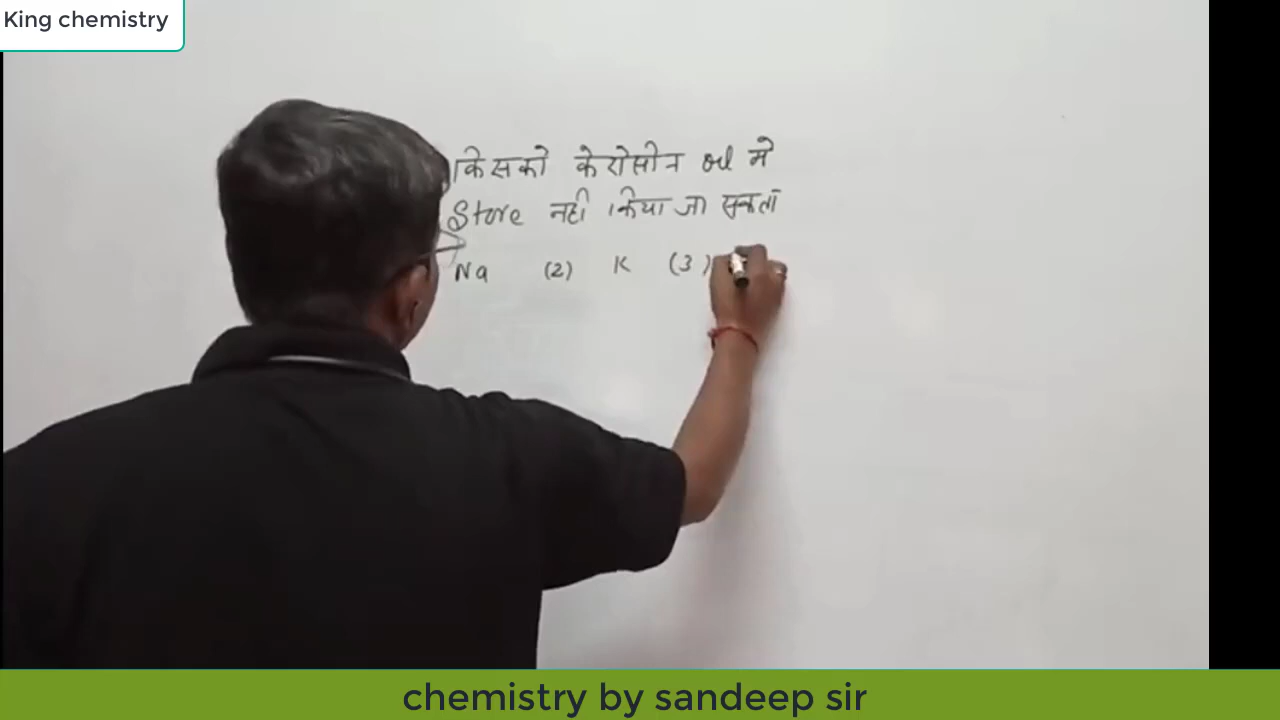 King chemistry
किसको केरोसीन oil मे
Store नही किया जा सकता
Na (2) K (3)
chemistry by sandeep sir